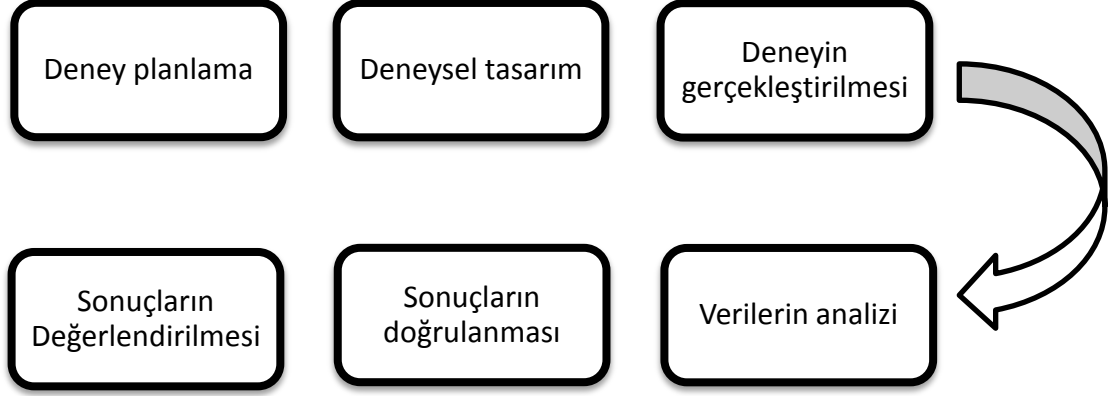 Deney planlama
Deneysel tasarım
Deneyin
gerçekleştirilmesi
Verilerin analizi
Sonuçların
doğrulanması
Sonuçların
Değerlendirilmesi